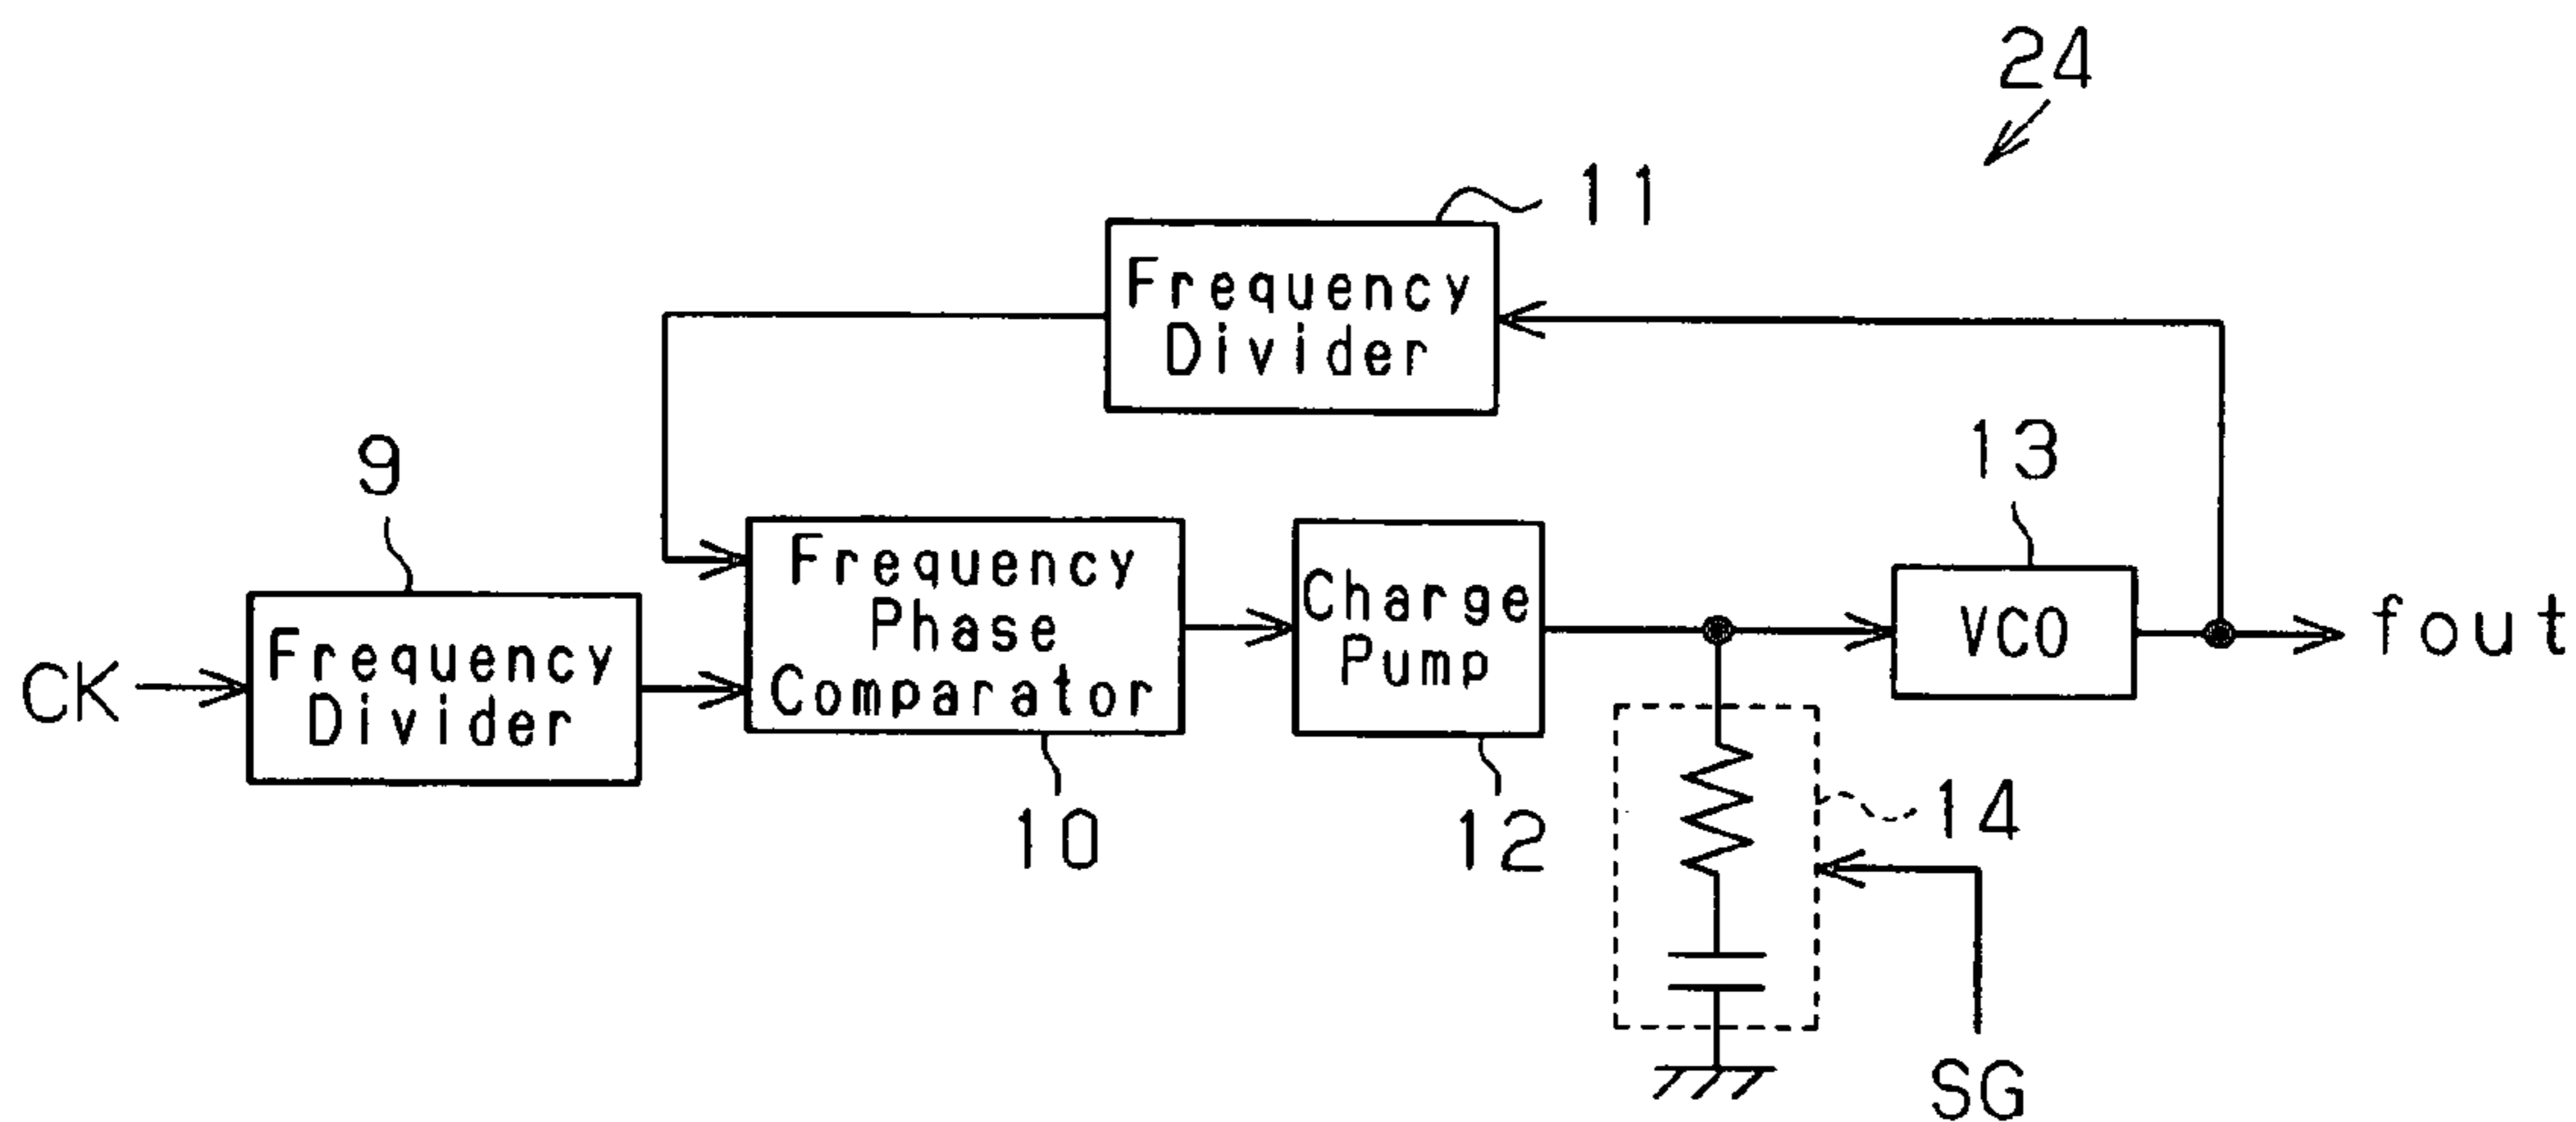 24
11
Frequency
Divider
9
13
Frequency
Phase
Comparator
Charge
Pump
VCO
fout
CK
Frequency
Divider
10
12
14
SG